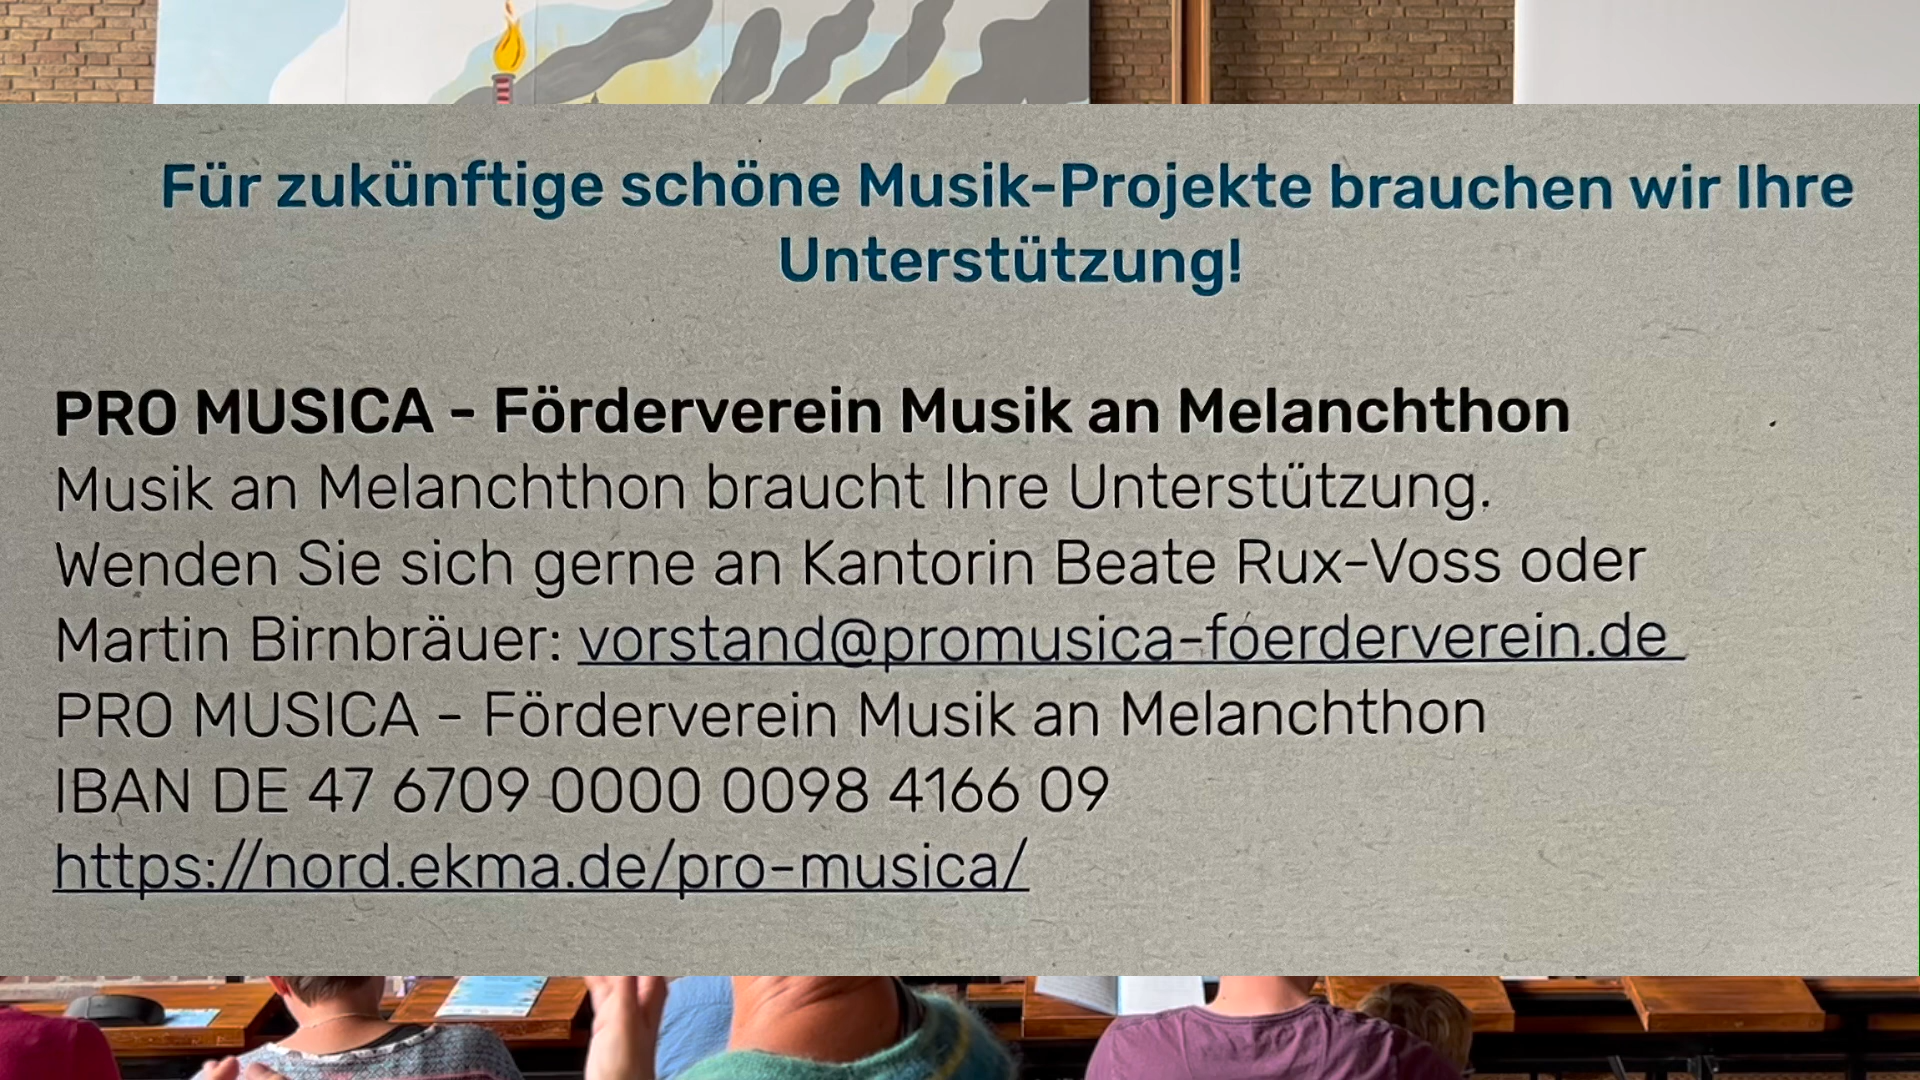 Für zukünftige schöne Musik-Projekte brauchen wir Ihre
Unterstützung!
PRO MUSICA - Förderverein Musik an Melanchthon
Musik an Melanchthon braucht Ihre Unterstützung.
Wenden Sie sich gerne an Kantorin Beate Rux-Voss oder
Martin Birnbräuer: vorstand@promusica-foerderverein.de
PRO MUSICA - Förderverein Musik an Melanchthon
IBAN DE 47 6709 0000 0098 4166 09
https://nord.ekma.de/pro-musica/